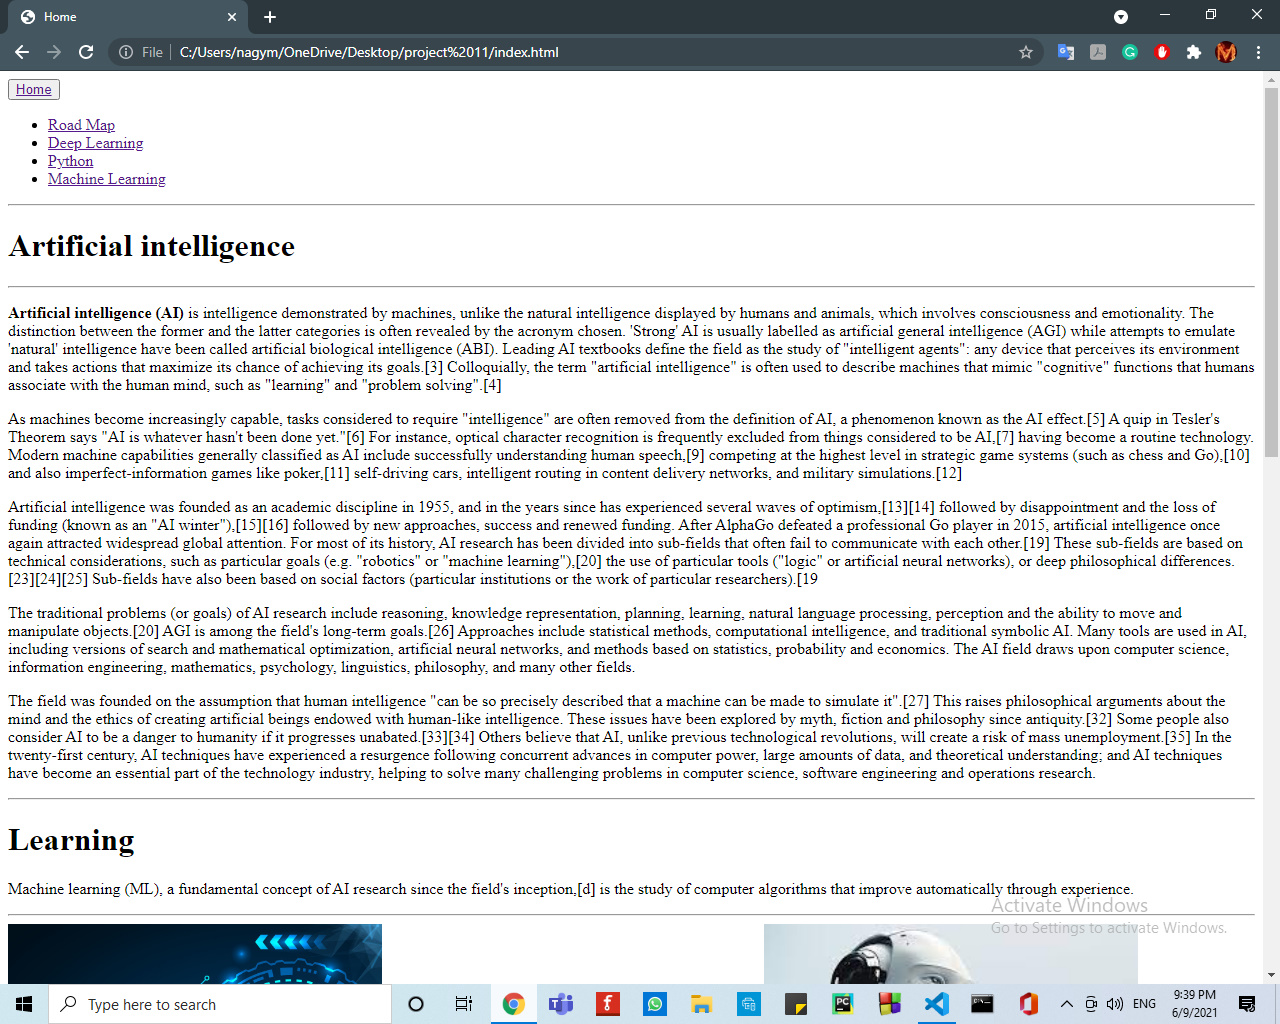 Home
File
C:/Users/nagym/OneDrive/Desktop/project%2011/index.html
Home
Road Map
Deep Learning
Python
Machine Learning
Artificial intelligence
Artificial intelligence (AI) is intelligence demonstrated by machines, unlike the natural intelligence displayed by humans and animals, which involves consciousness and emotionality. The
distinction between the former and the latter categories is often revealed by the acronym chosen. 'Strong' AI is usually labelled as artificial general intelligence (AGI) while attempts to emulate
'natural' intelligence have been called artificial biological intelligence (ABI). Leading AI textbooks define the field as the study of "intelligent agents": any device that perceives its environment
and takes actions that maximize its chance of achieving its goals.[3] Colloquially, the term "artificial intelligence" is often used to describe machines that mimic "cognitive" functions that humans
associate with the human mind, such as "learning" and "problem solving".[4]
As machines become increasingly capable, tasks considered to require "intelligence" are often removed from the definition of AI, a phenomenon known as the AI effect.[5] A quip in Tesler's
Theorem says "AI is whatever hasn't been done yet."[6] For instance, optical character recognition is frequently excluded from things considered to be AI,[7] having become a routine technology.
Modern machine capabilities generally classified as AI include successfully understanding human speech,[9] competing at the highest level in strategic game systems (such as chess and Go),[10]
and also imperfect-information games like poker,[11] self-driving cars, intelligent routing in content delivery networks, and military simulations.[12]
Artificial intelligence was founded as an academic discipline in 1955, and in the years since has experienced several waves of optimism,[13][14] followed by disappointment and the loss of
funding (known as an "AI winter"),[15][16] followed by new approaches, success and renewed funding. After AlphaGo defeated a professional Go player in 2015, artificial intelligence once
again attracted widespread global attention. For most of its history, AI research has been divided into sub-fields that often fail to communicate with each other.[19] These sub-fields are based on
technical considerations, such as particular goals (e.g. "robotics" or "machine learning"),[20] the use of particular tools ("logic" or artificial neural networks), or deep philosophical differences.
[23][24][25] Sub-fields have also been based on social factors (particular institutions or the work of particular researchers).[19
The traditional problems (or goals) of AI research include reasoning, knowledge representation, planning, learning, natural language processing, perception and the ability to move and
manipulate objects.[20] AGI is among the field's long-term goals.[26] Approaches include statistical methods, computational intelligence, and traditional symbolic AI. Many tools are used in AI,
including versions of search and mathematical optimization, artificial neural networks, and methods based on statistics, probability and economics. The AI field draws upon computer science,
information engineering, mathematics, psychology, linguistics, philosophy, and many other fields.
The field was founded on the assumption that human intelligence "can be so precisely described that a machine can be made to simulate it".[27] This raises philosophical arguments about the
mind and the ethics of creating artificial beings endowed with human-like intelligence. These issues have been explored by myth, fiction and philosophy since antiquity.[32] Some people also
consider AI to be a danger to humanity if it progresses unabated.[33][34] Others believe that AI, unlike previous technological revolutions, will create a risk of mass unemployment.[35] In the
twenty-first century, AI techniques have experienced a resurgence following concurrent advances in computer power, large amounts of data, and theoretical understanding; and AI techniques
have become an essential part of the technology industry, helping to solve many challenging problems in computer science, software engineering and operations research.
Learning
Machine learning (ML), a fundamental concept of AI research since the field's inception,[d] is the study of computer algorithms that improve automatically through experience.
Activate Windows
Go to Settings to activate Windows.
Type here to search
ENG
9:39 PM
6/9/2021